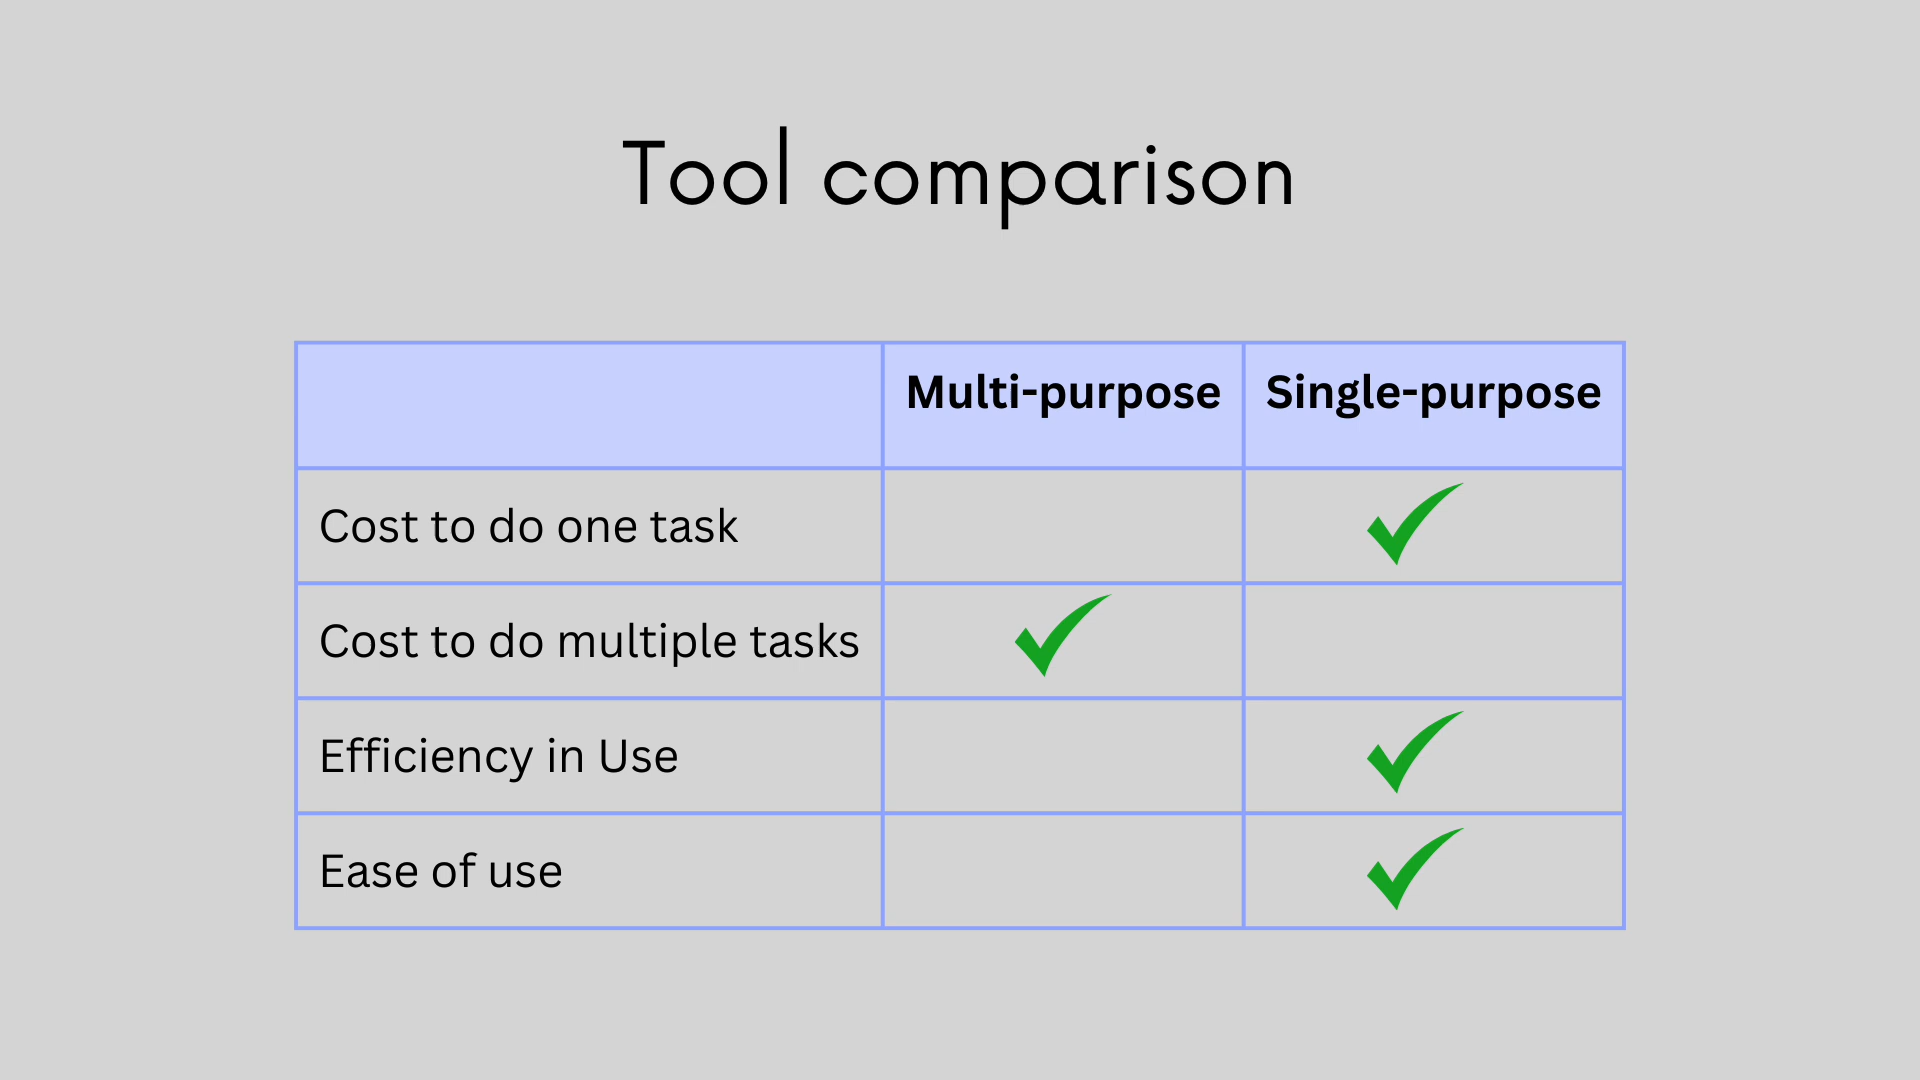 Tool comparison
Multi-purpose Single-purpose
Cost to do one task
Cost to do multiple tasks
Efficiency in Use
Ease of use